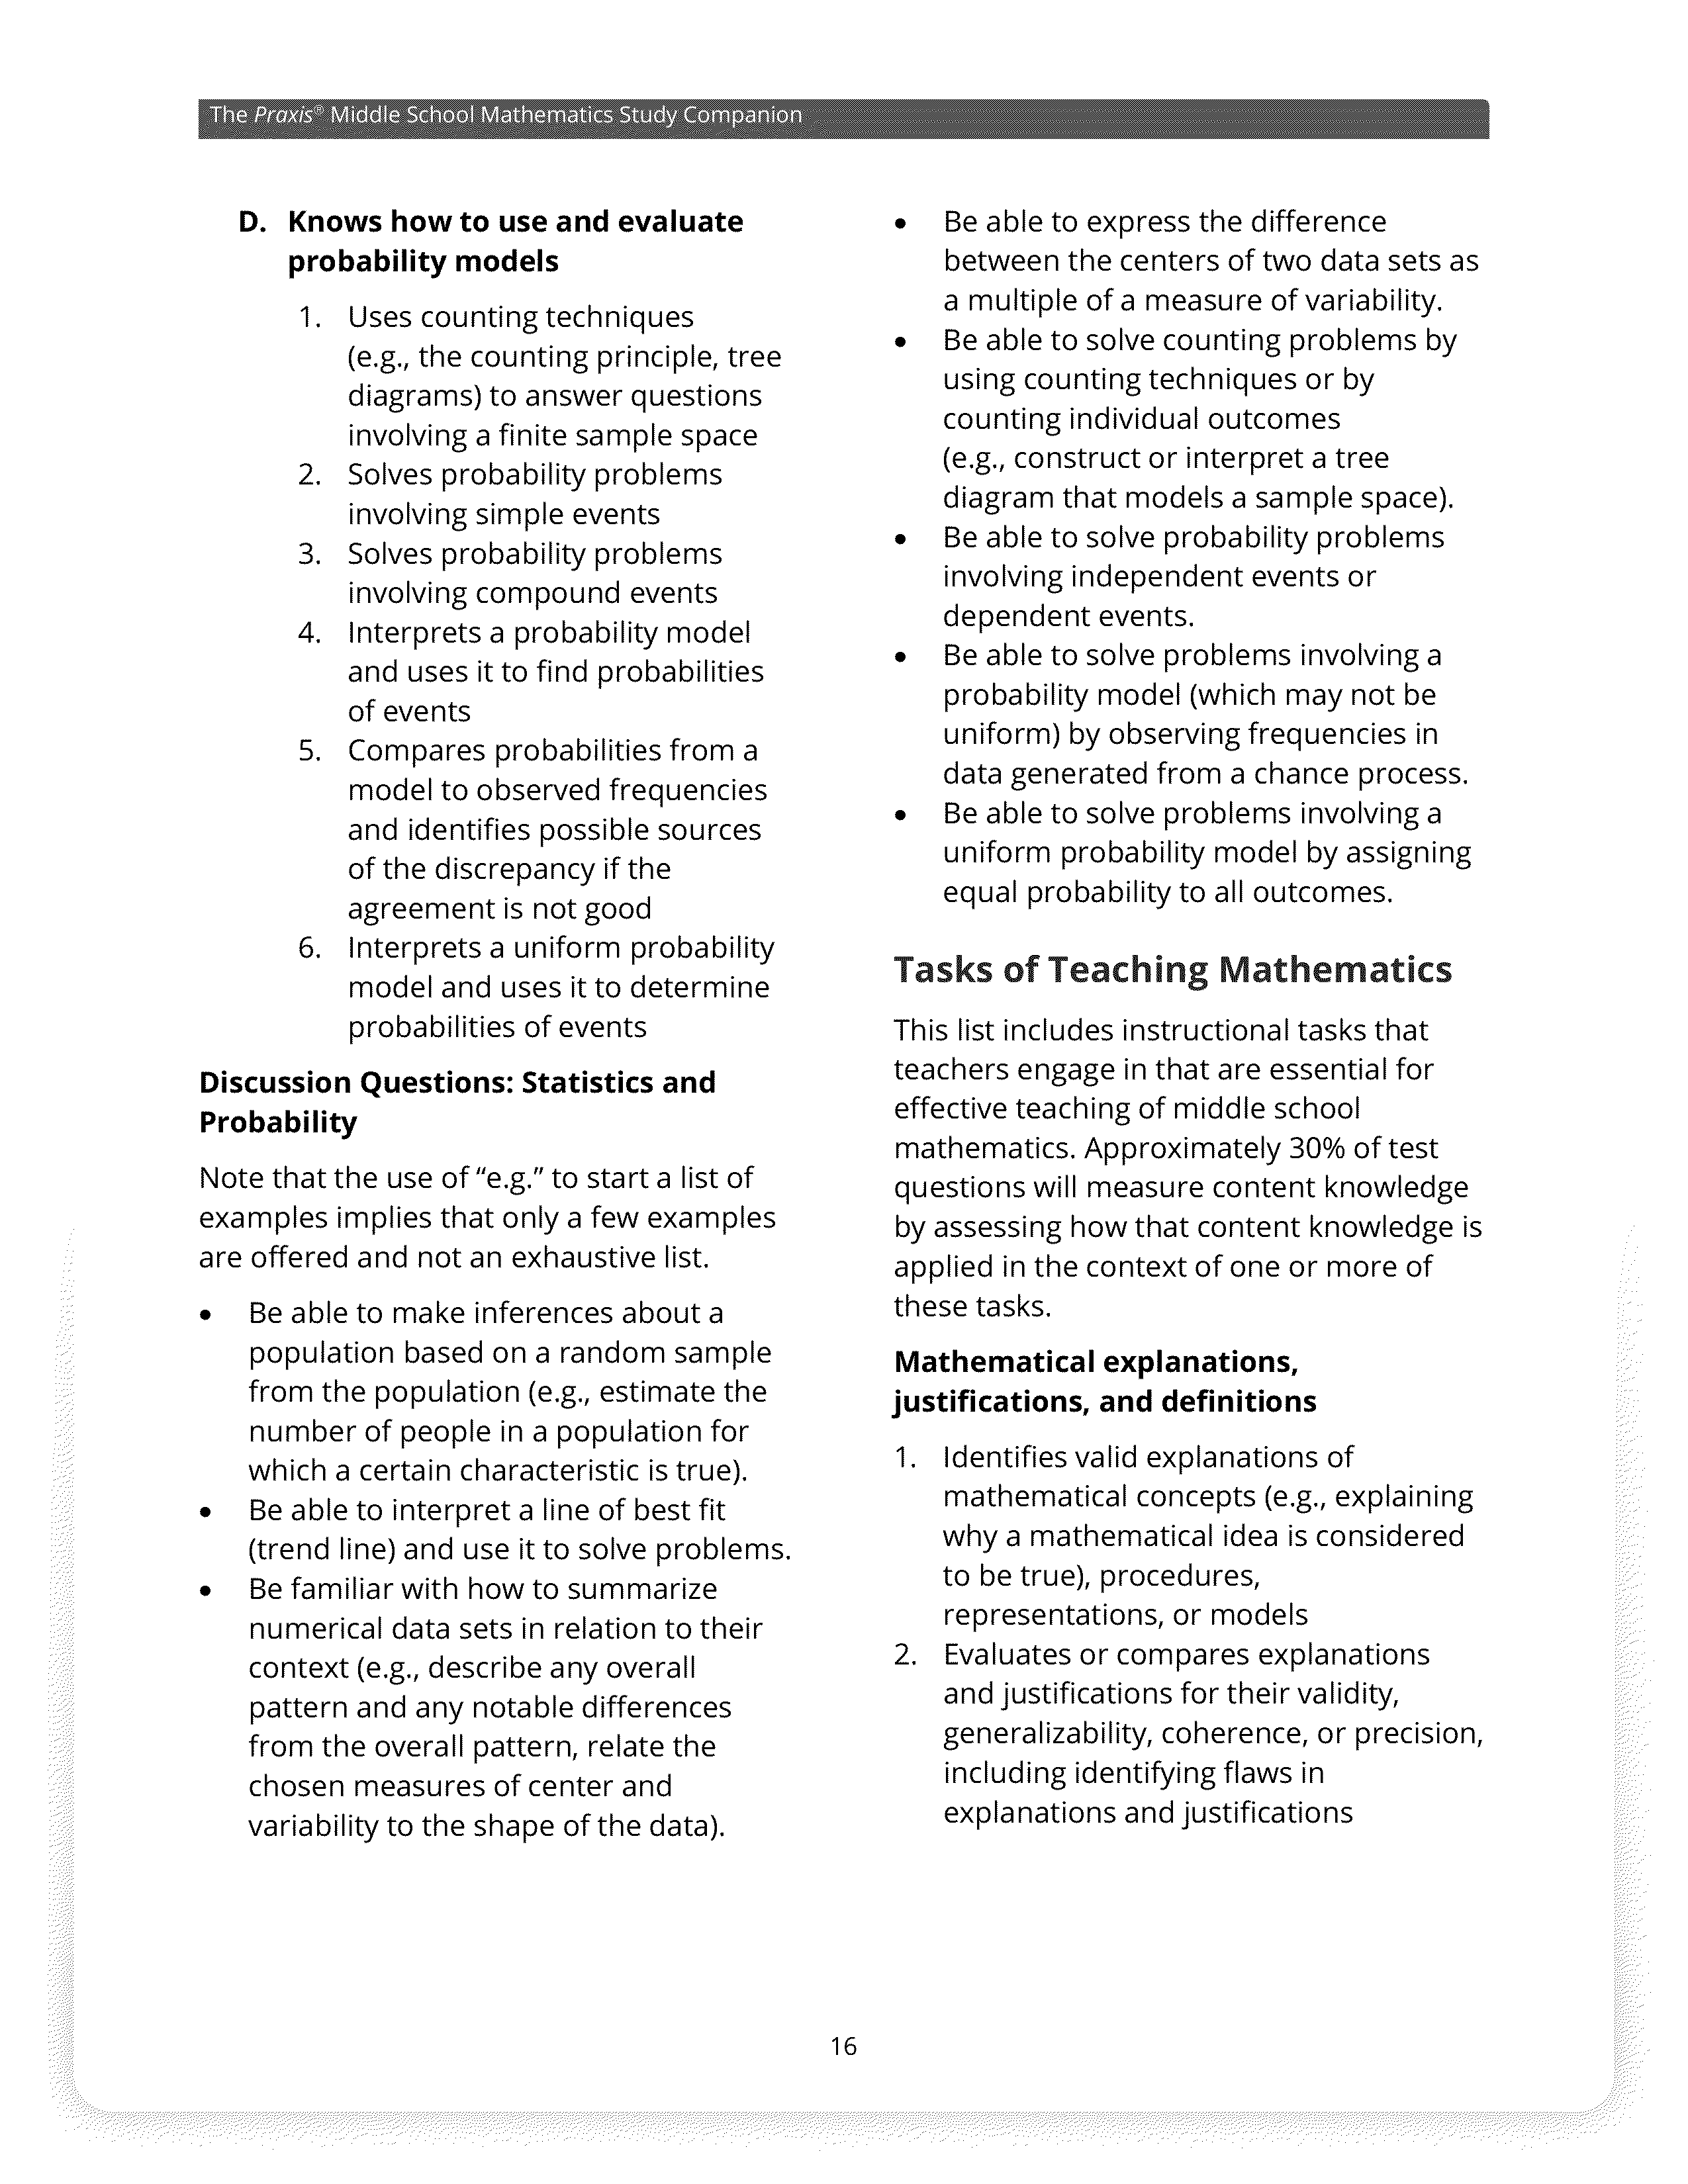 The Praxis® Middle School Mathematics Study Companion
D. Knows how to use and evaluate
probability models
1. Uses counting techniques
(e.g., the counting principle, tree
diagrams) to answer questions
involving a finite sample space
2. Solves probability problems
involving simple events
3. Solves probability problems
involving compound events
4. Interprets a probability model
and uses it to find probabilities
of events
5. Compares probabilities from a
model to observed frequencies
and identifies possible sources
of the discrepancy if the
agreement is not good
6. Interprets a uniform probability
model and uses it to determine
probabilities of events
Discussion Questions: Statistics and
Probability
Note that the use of “e.g.” to start a list of
examples implies that only a few examples
are offered and not an exhaustive list.
• Be able to make inferences about a
population based on a random sample
from the population (e.g., estimate the
number of people in a population for
which a certain characteristic is true).
• Be able to interpret a line of best fit
(trend line) and use it to solve problems.
• Be familiar with how to summarize
numerical data sets in relation to their
context (e.g., describe any overall
pattern and any notable differences
from the overall pattern, relate the
chosen measures of center and
variability to the shape of the data).
• Be able to express the difference
between the centers of two data sets as
a multiple of a measure of variability.
• Be able to solve counting problems by
using counting techniques or by
counting individual outcomes
(e.g., construct or interpret a tree
diagram that models a sample space).
• Be able to solve probability problems
involving independent events or
dependent events.
• Be able to solve problems involving a
probability model (which may not be
uniform) by observing frequencies in
data generated from a chance process.
• Be able to solve problems involving a
uniform probability model by assigning
equal probability to all outcomes.
Tasks of Teaching Mathematics
This list includes instructional tasks that
teachers engage in that are essential for
effective teaching of middle school
mathematics. Approximately 30% of test
questions will measure content knowledge
by assessing how that content knowledge is
applied in the context of one or more of
these tasks.
Mathematical explanations,
justifications, and definitions
1. Identifies valid explanations of
mathematical concepts (e.g., explaining
why a mathematical idea is considered
to be true), procedures,
representations, or models
2. Evaluates or compares explanations
and justifications for their validity,
generalizability, coherence, or precision,
including identifying flaws in
explanations and justifications
16